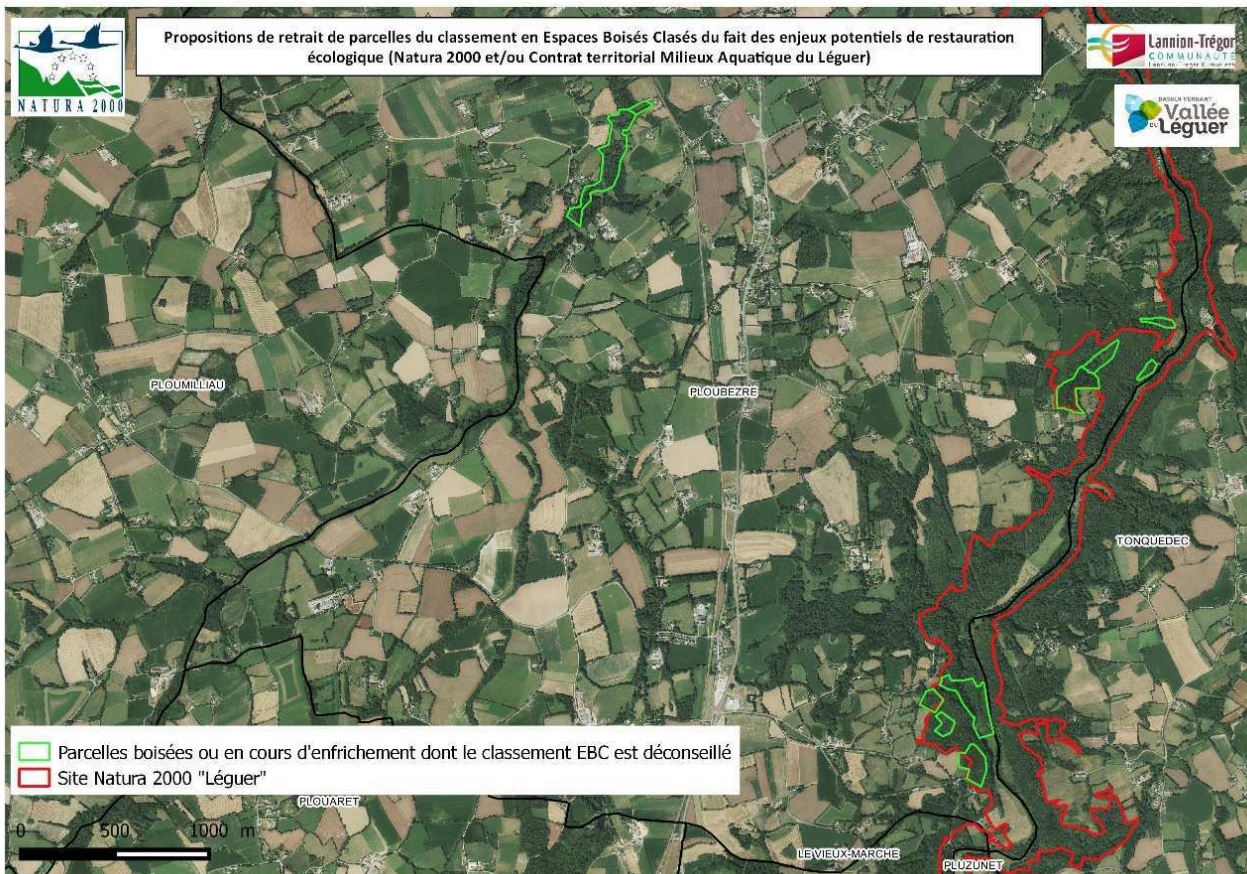 Propositions de retrait de parcelles du classement en Espaces Boisés Clasés du fait des enjeux potentiels de restauration
écologique (Natura 2000 et/ou Contrat territorial Milieux Aquatique du Léguer)
NATURA 2000
Lannion-Trégor
COMMUNAUTÉ
BASSIN VERSANT
Vallée
DU Léguer
PLOUMILLIAU
PLOUBEZRE
TONQUEDEC
Parcelles boisées ou en cours d'enfrichement dont le classement EBC est déconseillé
Site Natura 2000 "Léguer"
PLOUARET
0 500 1000 m
LE VIEUX-MARCHE
PLUZUNET